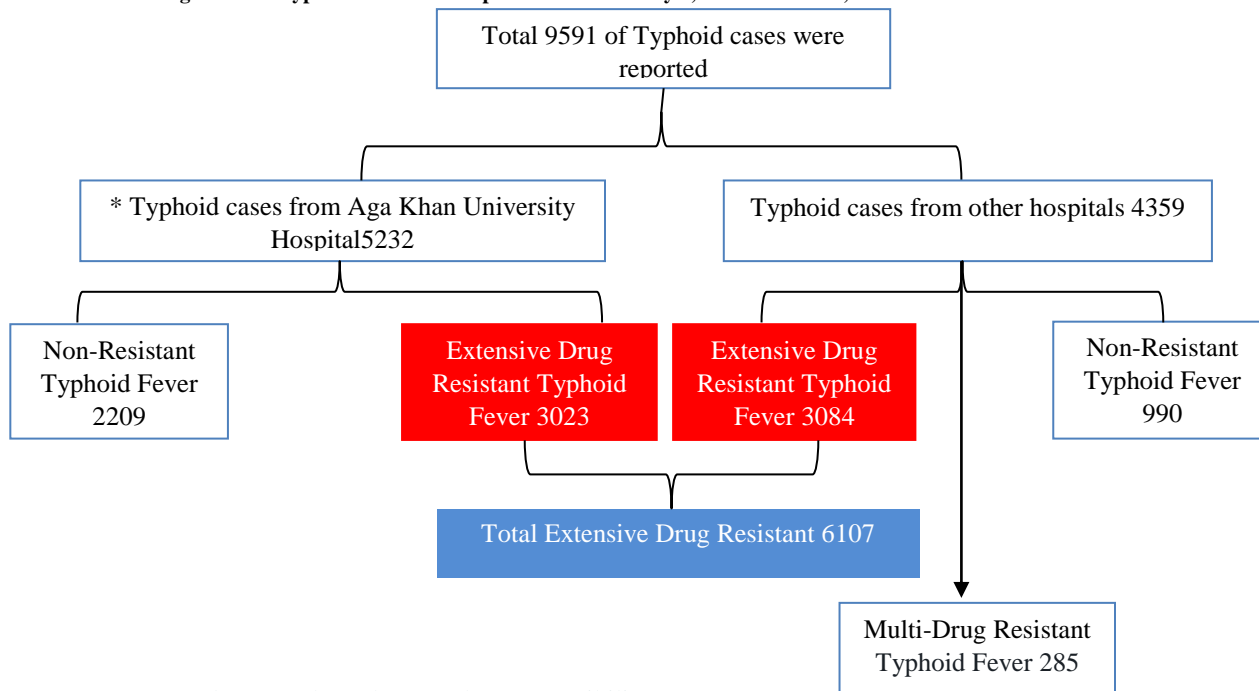 Total 9591 of Typhoid cases were
reported
* Typhoid cases from Aga Khan University
Hospital5232
Typhoid cases from other hospitals 4359
Non-Resistant
Typhoid Fever
2209
Extensive Drug
Resistant Typhoid
Fever 3023
Extensive Drug
Resistant Typhoid
Fever 3084
Non-Resistant
Typhoid Fever
990
Total Extensive Drug Resistant 6107
Multi-Drug Resistant
Typhoid Fever 285